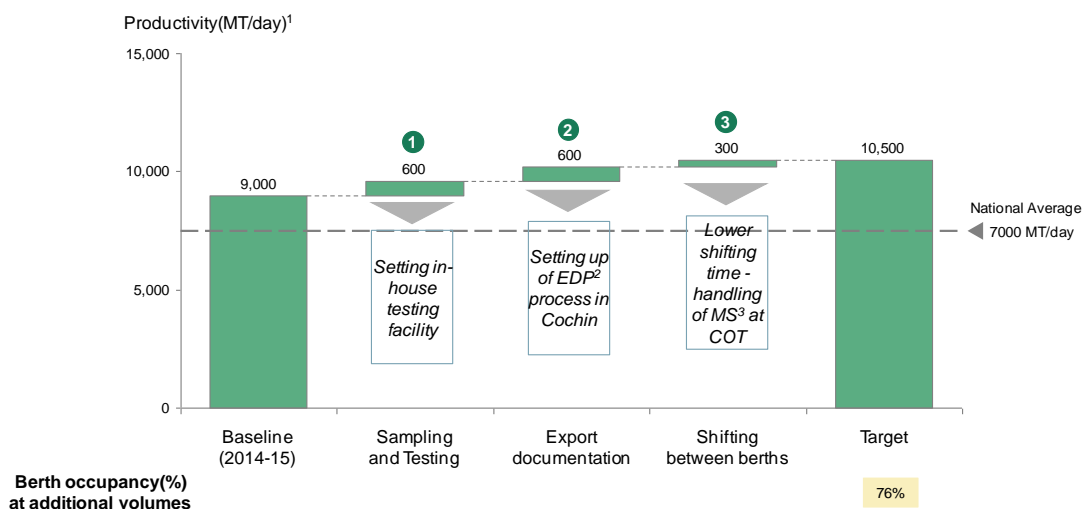 Productivity(MT/day)1
15,000
10,000
5,000
0
9,000
1
600
2
600
3
300
10,500
National Average
7000 MT/day
Setting in-
house
testing
facility
Setting up
of EDP2
process in
Cochin
Lower
shifting
time -
handling
of MS3 at
COT
Baseline
(2014-15)
Sampling
and Testing
Export
documentation
Shifting
between berths
Target
Berth occupancy(%)
at additional volumes
76%